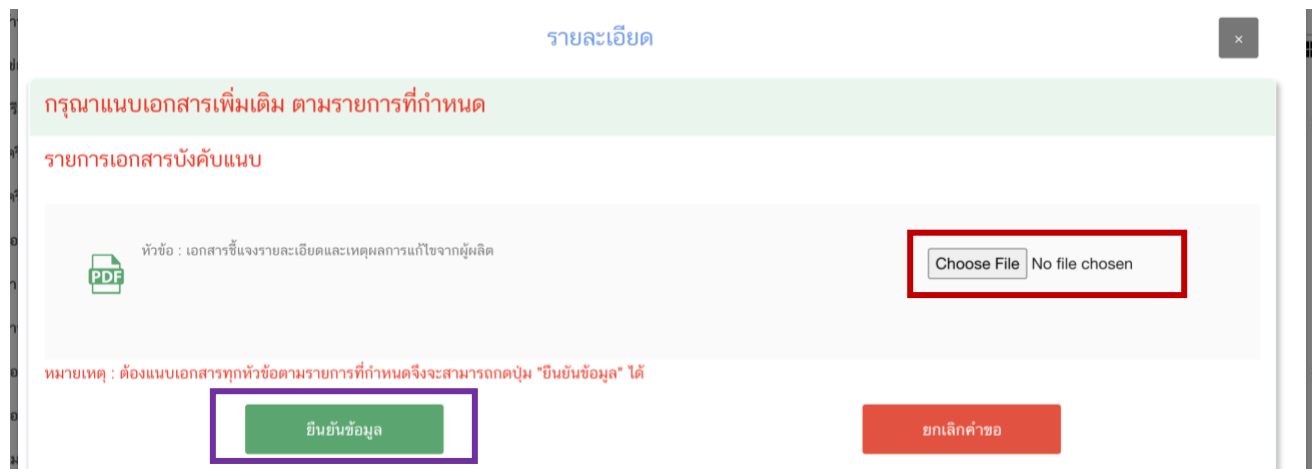 รายละเอียด
×
กรุณาแนบเอกสารเพิ่มเติม ตามรายการที่กำหนด
รายการเอกสารบังคับแนบ
หัวข้อ : เอกสารชี้แจงรายละเอียดและเหตุผลการแก้ไขจากผู้ผลิต
PDF
Choose File No file chosen
หมายเหตุ : ต้องแนบเอกสารทุกหัวข้อตามรายการที่กำหนดจึงจะสามารถกดปุ่ม "ยืนยันข้อมูล" ได้
ยืนยันข้อมูล
ยกเลิกคำขอ